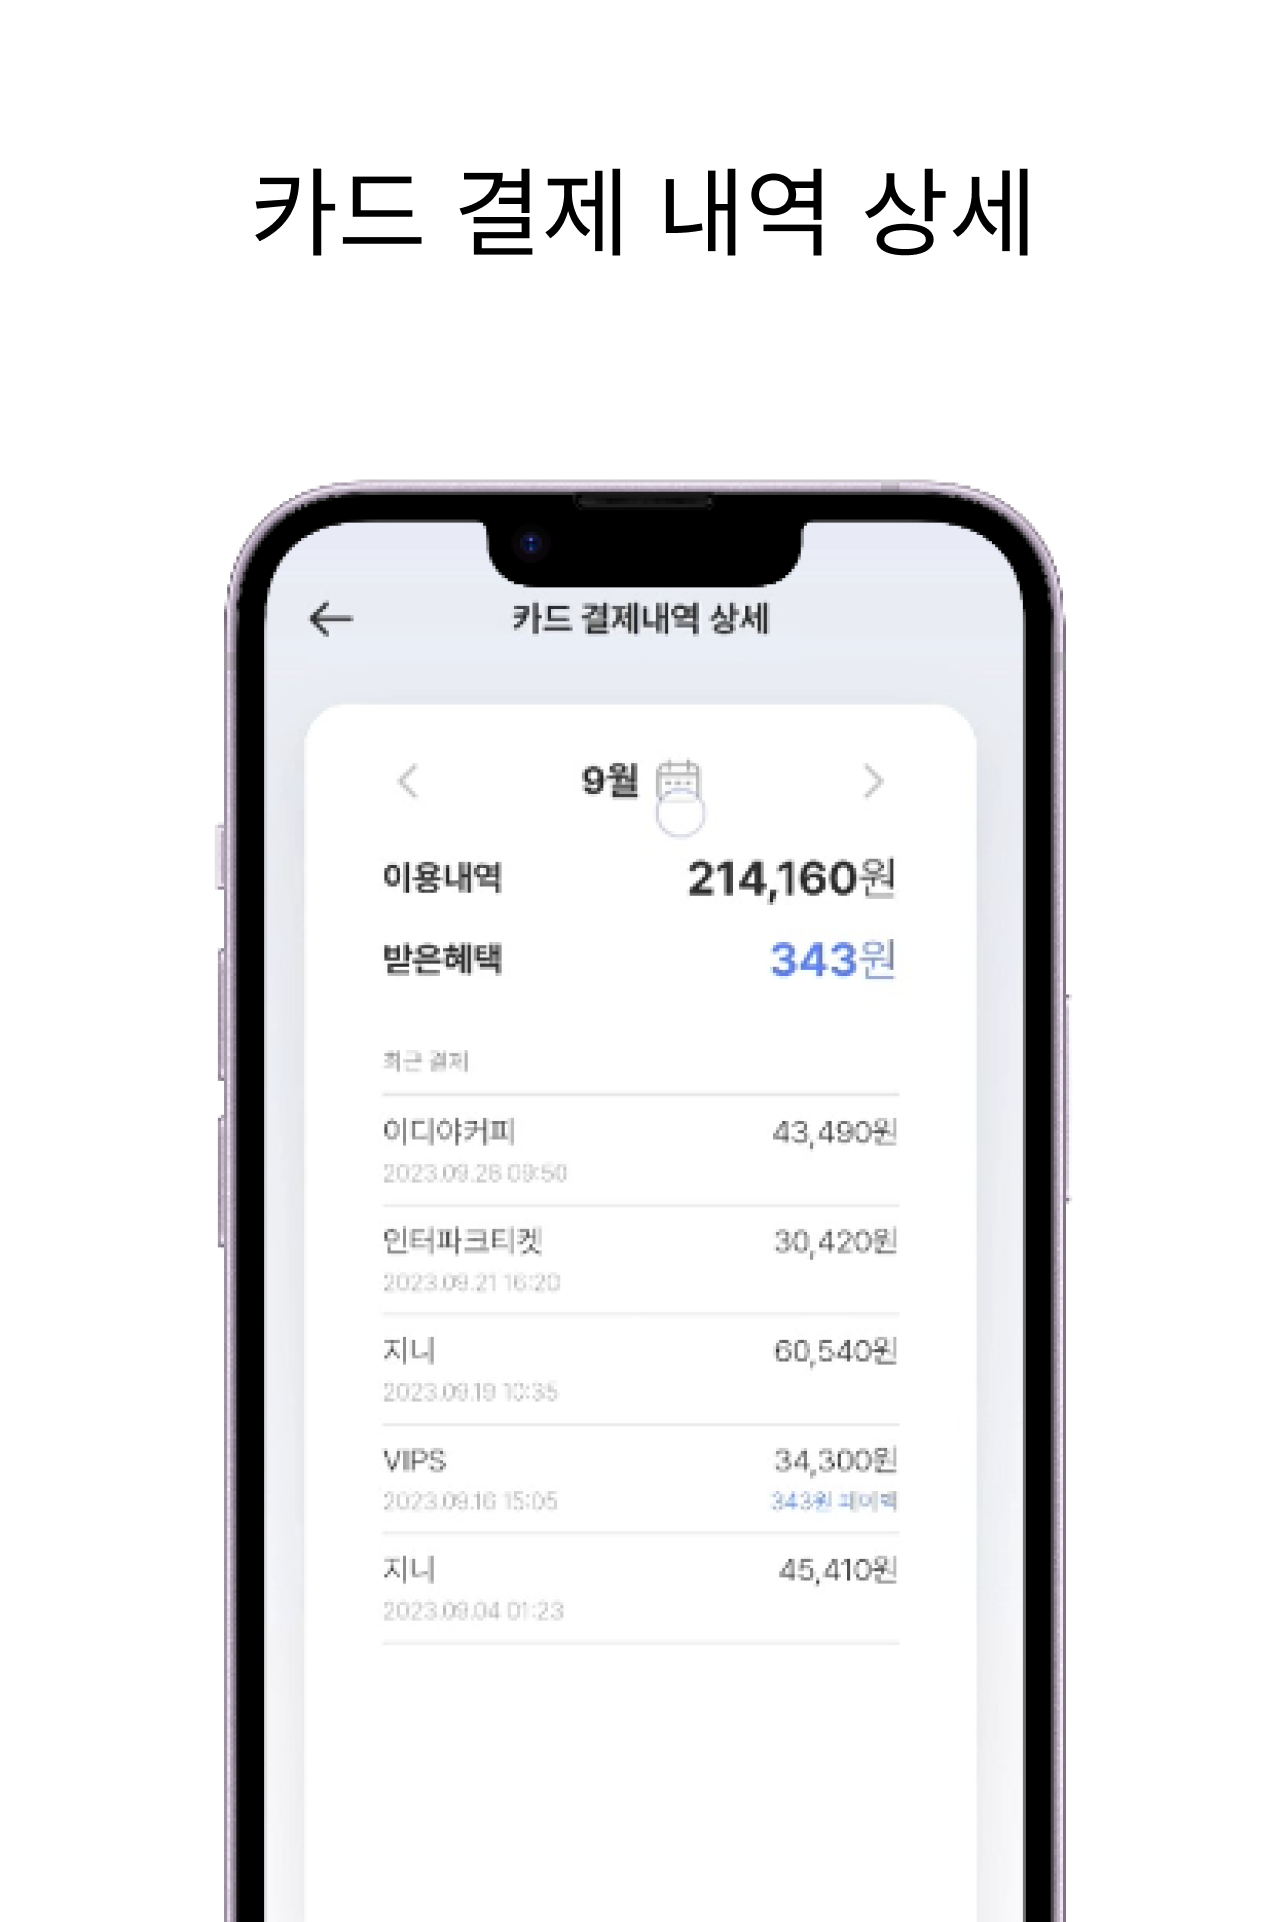 카드 결제 내역 상세
카드 결제내역 상세
9월
이용내역 214,160원
받은혜택 343원
최근 결제
이디야커피 43,490원
2023.09.28 09:50
인터파크티켓 30,420원
2023.09.21 16:20
지니 60,540원
2023.09.19 10:35
VIPS 34,300원
2023.09.16 15:05 343원 페이백
지니 45,410원
2023.09.04 01:23